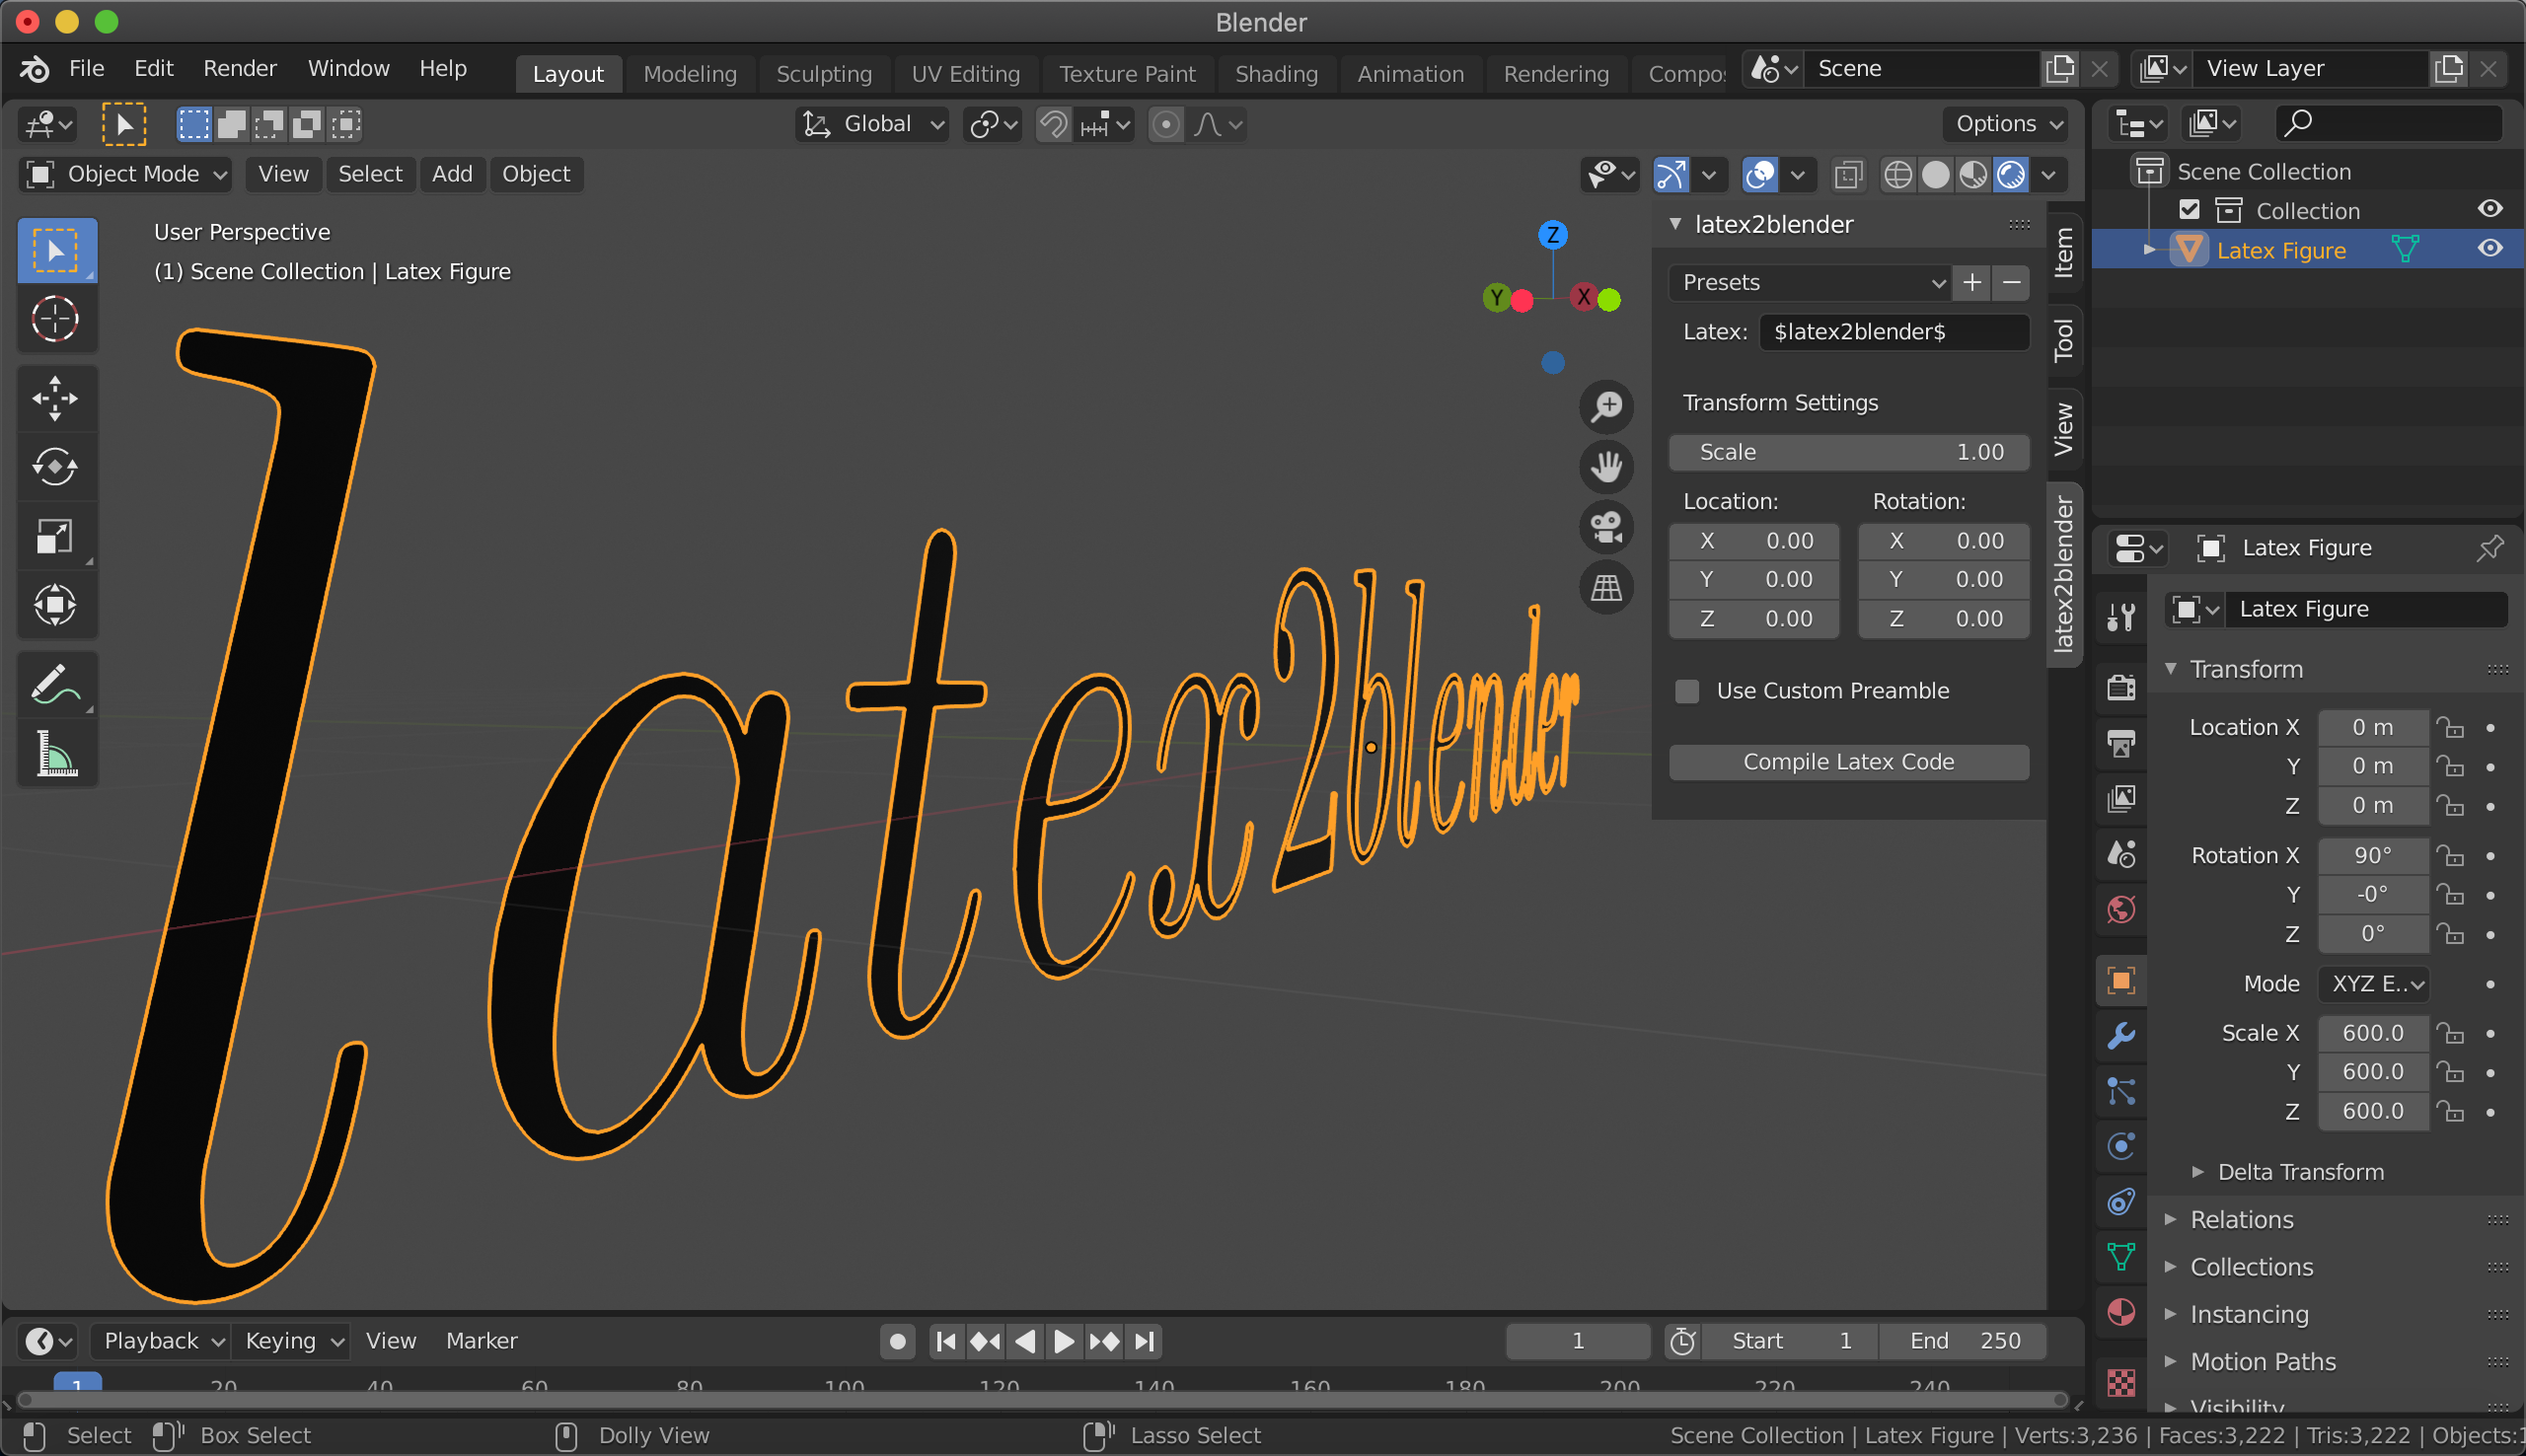 Blender
File Edit Render Window Help Layout Modeling Sculpting UV Editing Texture Paint Shading Animation Rendering Compos Scene View Layer
Global Options
Object Mode View Select Add Object
User Perspective
(1) Scene Collection | Latex Figure
Z
Y X
latex2blender
latex2blender
Presets
Latex: $latex2blender$
Transform Settings
Scale 1.00
Location: Rotation:
X 0.00 X 0.00
Y 0.00 Y 0.00
Z 0.00 Z 0.00
Use Custom Preamble
Compile Latex Code
Item
Tool
View
latex2blender
Scene Collection
Collection
Latex Figure
Latex Figure
Latex Figure
Transform
Location X 0 m
Y 0 m
Z 0 m
Rotation X 90°
Y -0°
Z 0°
Mode XYZ E..
Scale X 600.0
Y 600.0
Z 600.0
Delta Transform
Relations
Collections
Instancing
Motion Paths
Visibility
Playback Keying View Marker 1 Start 1 End 250
1 20 40 60 80 100 120 140 160 180 200 220 240
Select Box Select Dolly View Lasso Select Scene Collection | Latex Figure | Verts:3,236 | Faces:3,222 | Tris:3,222 | Objects:1